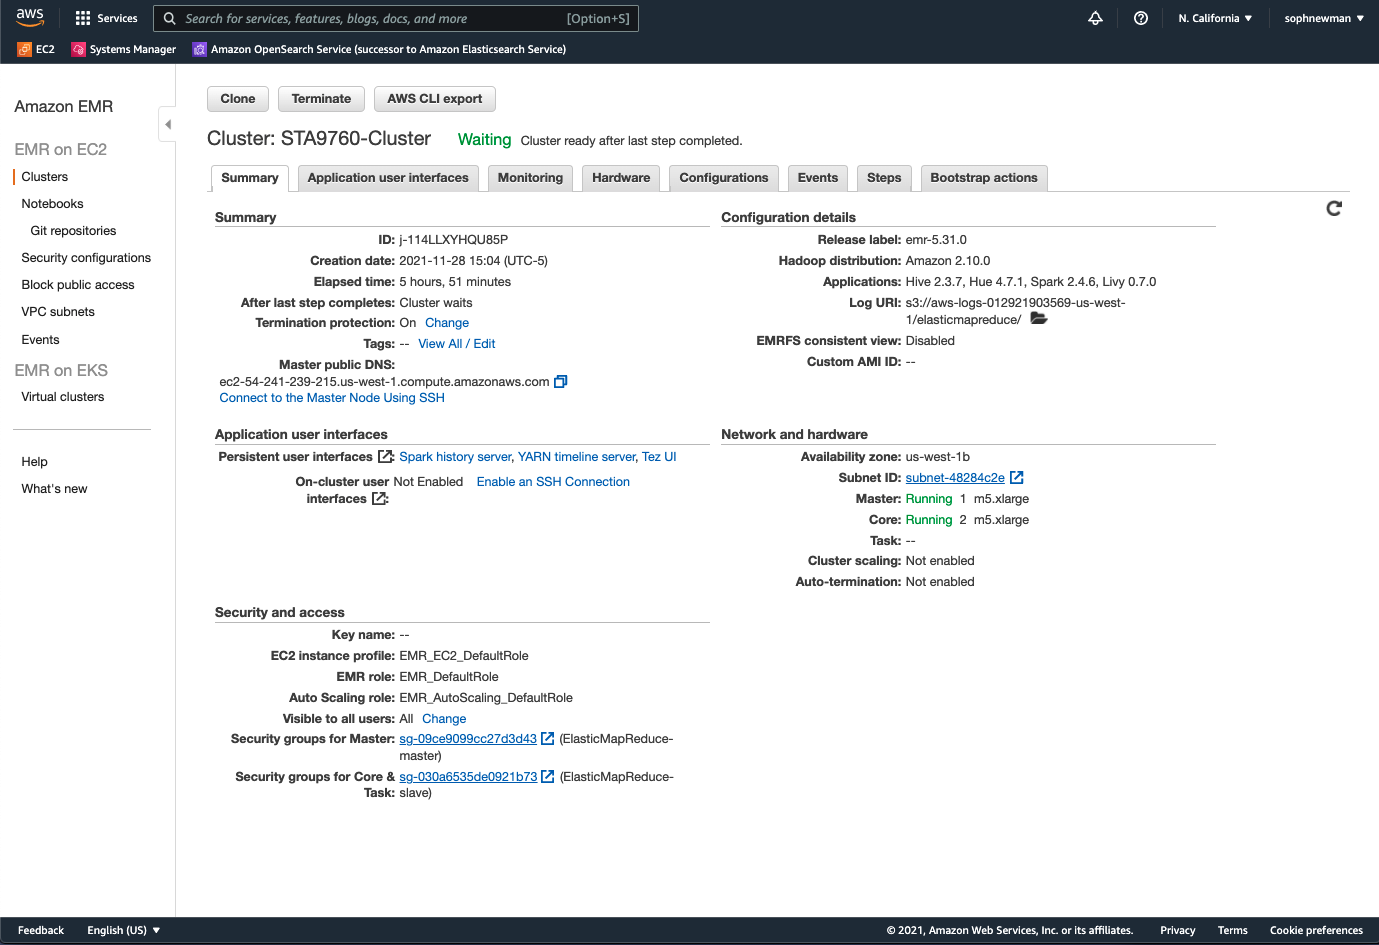 aws
Services
Search for services, features, blogs, docs, and more [Option+S]
N. California ▼
sophnewman ▼
EC2
Systems Manager
Amazon OpenSearch Service (successor to Amazon Elasticsearch Service)
Amazon EMR
EMR on EC2
Clusters
Notebooks
Git repositories
Security configurations
Block public access
VPC subnets
Events
EMR on EKS
Virtual clusters
Help
What's new
Clone
Terminate
AWS CLI export
Cluster: STA9760-Cluster Waiting Cluster ready after last step completed.
Summary
Application user interfaces
Monitoring
Hardware
Configurations
Events
Steps
Bootstrap actions
Summary
ID: j-114LLXYHQU85P
Creation date: 2021-11-28 15:04 (UTC-5)
Elapsed time: 5 hours, 51 minutes
After last step completes: Cluster waits
Termination protection: On Change
Tags: -- View All / Edit
Master public DNS:
ec2-54-241-239-215.us-west-1.compute.amazonaws.com
Connect to the Master Node Using SSH
Configuration details
Release label: emr-5.31.0
Hadoop distribution: Amazon 2.10.0
Applications: Hive 2.3.7, Hue 4.7.1, Spark 2.4.6, Livy 0.7.0
Log URI: s3://aws-logs-012921903569-us-west-
1/elasticmapreduce/
EMRFS consistent view: Disabled
Custom AMI ID: --
Application user interfaces
Persistent user interfaces : Spark history server, YARN timeline server, Tez UI
On-cluster user Not Enabled Enable an SSH Connection
interfaces :
Network and hardware
Availability zone: us-west-1b
Subnet ID: subnet-48284c2e
Master: Running 1 m5.xlarge
Core: Running 2 m5.xlarge
Task: --
Cluster scaling: Not enabled
Auto-termination: Not enabled
Security and access
Key name: --
EC2 instance profile: EMR_EC2_DefaultRole
EMR role: EMR_DefaultRole
Auto Scaling role: EMR_AutoScaling_DefaultRole
Visible to all users: All Change
Security groups for Master: sg-09ce9099cc27d3d43 (ElasticMapReduce-
master)
Security groups for Core & sg-030a6535de0921b73 (ElasticMapReduce-
Task: slave)
Feedback
English (US) ▼
© 2021, Amazon Web Services, Inc. or its affiliates.
Privacy
Terms
Cookie preferences